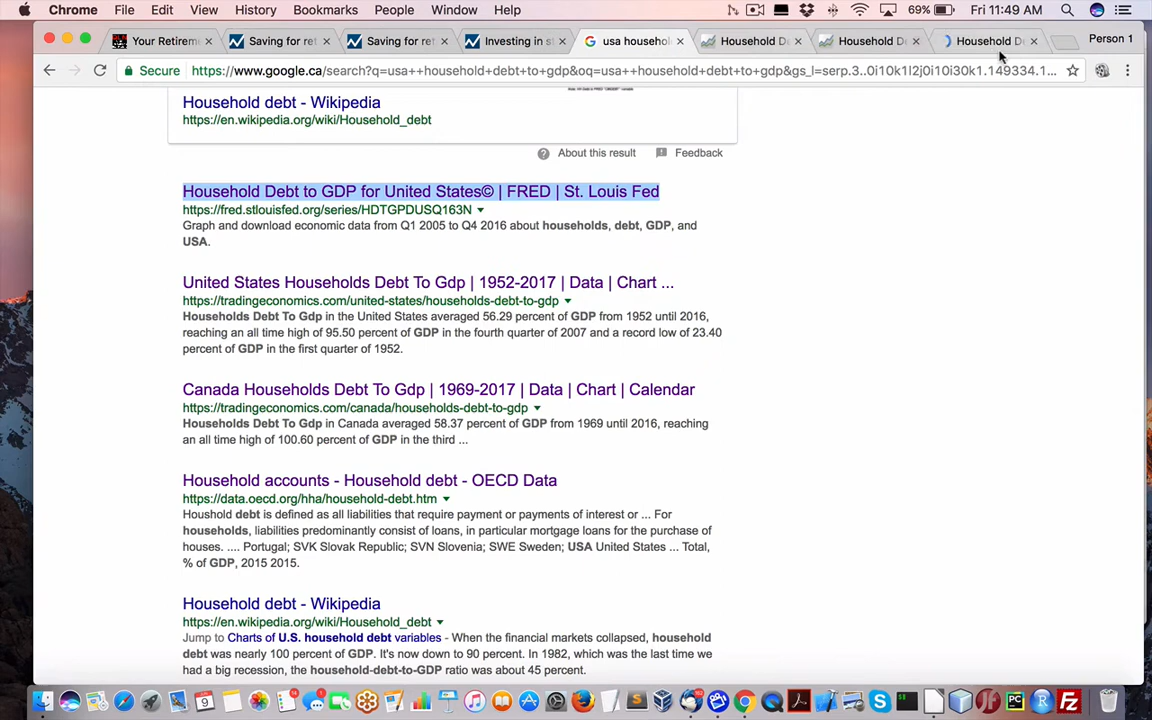 Chrome File Edit View History Bookmarks People Window Help 69% Fri 11:49 AM
Your Retirem Saving for ret Saving for ret Investing in st usa househol Household D Household D Household De Person 1
Secure https://www.google.ca/search?q=usa++household+debt+to+gdp&oq=usa++household+debt+to+gdp&gs_l=serp.3..0i10k1l2j0i10i30k1.149334.1...
Household debt - Wikipedia
https://en.wikipedia.org/wiki/Household_debt
About this result Feedback
Household Debt to GDP for United States© | FRED | St. Louis Fed
https://fred.stlouisfed.org/series/HDTGPDUSQ163N
Graph and download economic data from Q1 2005 to Q4 2016 about households, debt, GDP, and
USA.
United States Households Debt To Gdp | 1952-2017 | Data | Chart ...
https://tradingeconomics.com/united-states/households-debt-to-gdp
Households Debt To Gdp in the United States averaged 56.29 percent of GDP from 1952 until 2016,
reaching an all time high of 95.50 percent of GDP in the fourth quarter of 2007 and a record low of 23.40
percent of GDP in the first quarter of 1952.
Canada Households Debt To Gdp | 1969-2017 | Data | Chart | Calendar
https://tradingeconomics.com/canada/households-debt-to-gdp
Households Debt To Gdp in Canada averaged 58.37 percent of GDP from 1969 until 2016, reaching
an all time high of 100.60 percent of GDP in the third ...
Household accounts - Household debt - OECD Data
https://data.oecd.org/hha/household-debt.htm
Houshold debt is defined as all liabilities that require payment or payments of interest or ... For
households, liabilities predominantly consist of loans, in particular mortgage loans for the purchase of
houses. .... Portugal; SVK Slovak Republic; SVN Slovenia; SWE Sweden; USA United States ... Total,
% of GDP, 2015 2015.
Household debt - Wikipedia
https://en.wikipedia.org/wiki/Household_debt
Jump to Charts of U.S. household debt variables - When the financial markets collapsed, household
debt was nearly 100 percent of GDP. It's now down to 90 percent. In 1982, which was the last time we
had a big recession, the household-debt-to-GDP ratio was about 45 percent.